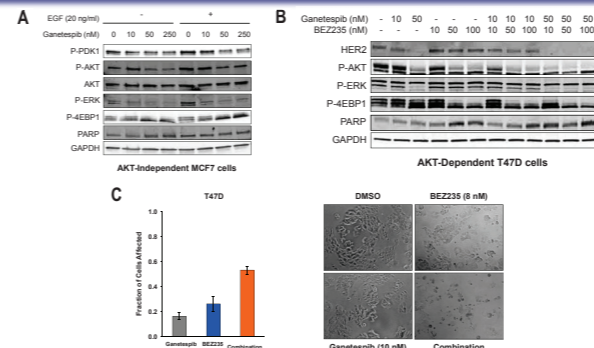 A
EGF (20 ng/ml) - +
Ganetespib (nM) 0 10 50 250 0 10 50 250
P-PDK1
P-AKT
AKT
P-ERK
P-4EBP1
PARP
GAPDH
AKT-Independent MCF7 cells
B
Ganetespib (nM) - 10 50 - - - 10 10 10 50 50 50
BEZ235 (nM) - - - 10 50 100 10 50 100 10 50 100
HER2
P-AKT
P-ERK
P-4EBP1
PARP
GAPDH
AKT-Dependent T47D cells
C
T47D
Fraction of Cells Affected
1.0
0.8
0.6
0.4
0.2
0.0
Ganetespib BEZ235 Combination
DMSO BEZ235 (8 nM)
Ganetespib (10 nM) Combination